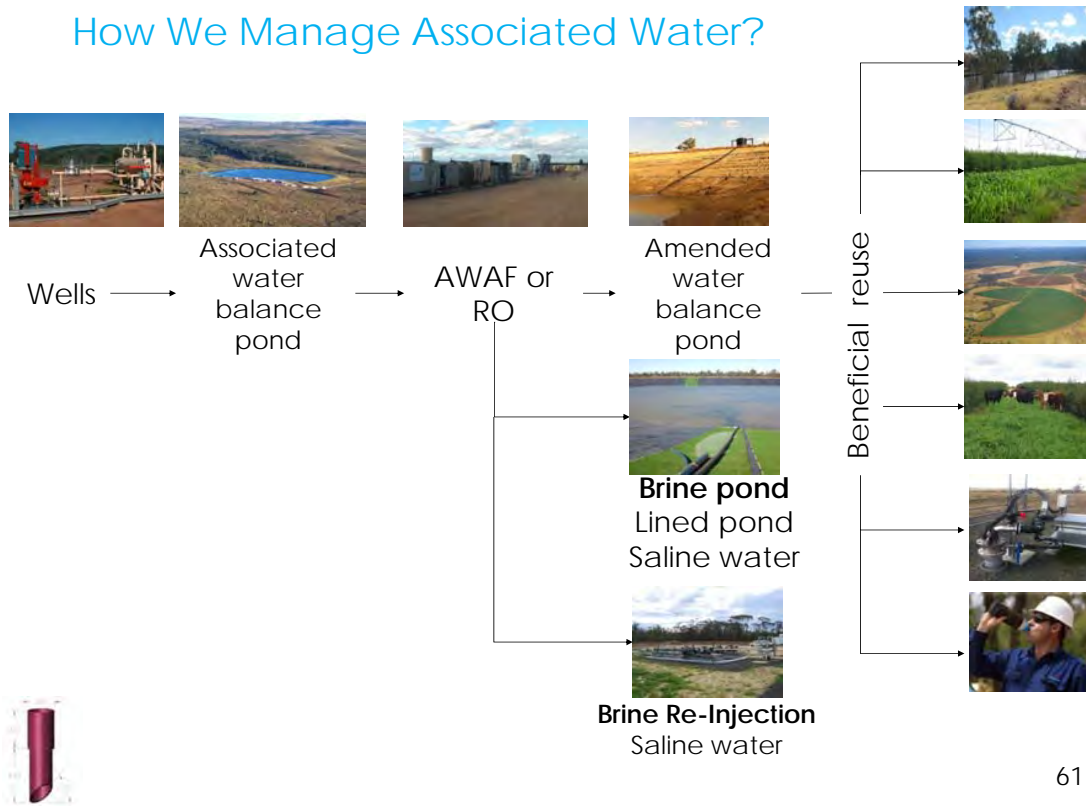 How We Manage Associated Water?
Wells
Associated
water
balance
pond
AWAF or
RO
Amended
water
balance
pond
Beneficial reuse
Brine pond
Lined pond
Saline water
Brine Re-Injection
Saline water
61